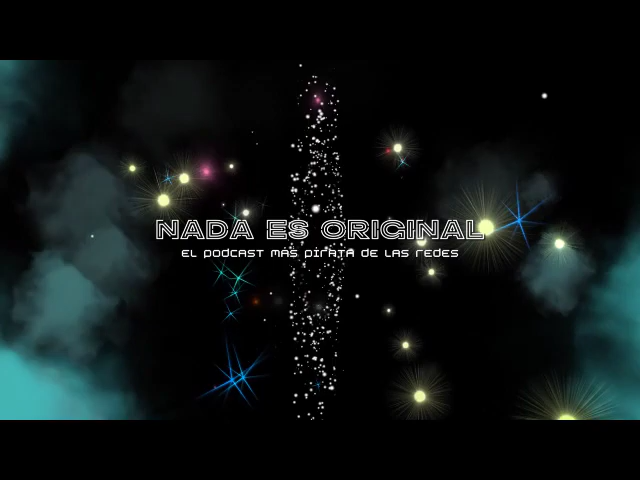 NADA ES ORIGINAL
EL PODCAST MÁS PIRATA DE LAS REDES